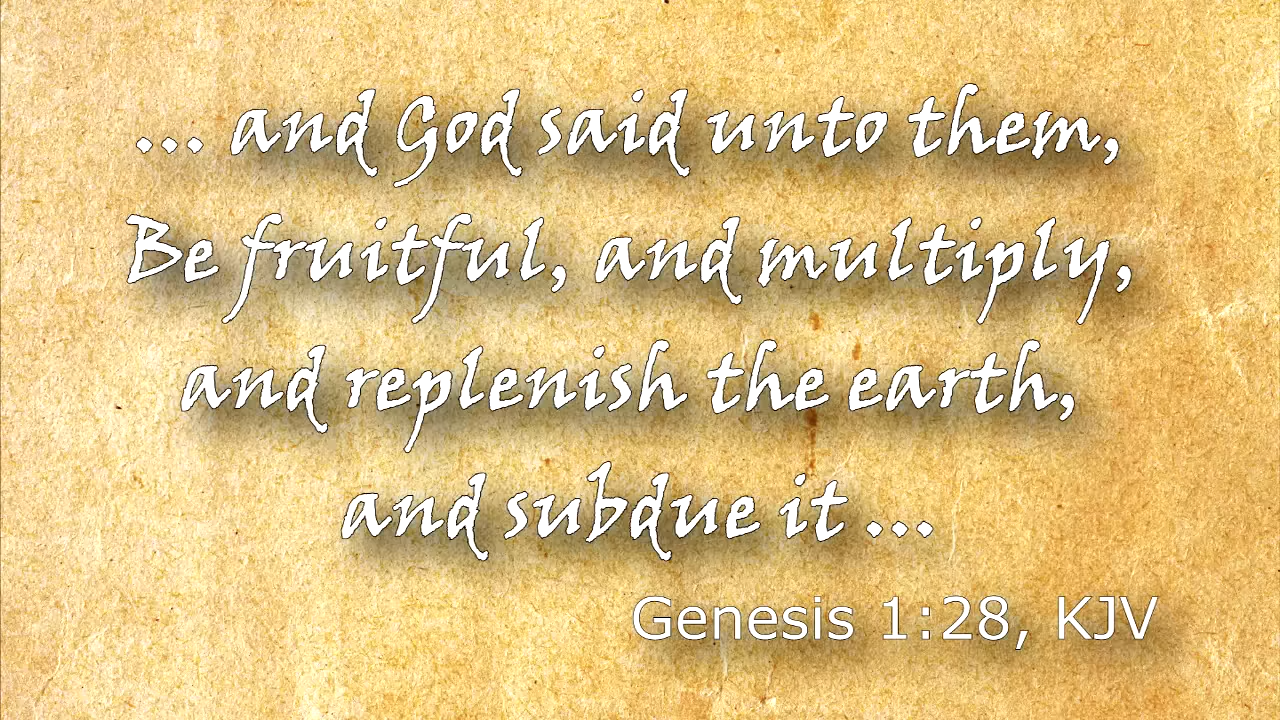 ... and God said unto them,
Be fruitful, and multiply,
and replenish the earth,
and subdue it ...
Genesis 1:28, KJV